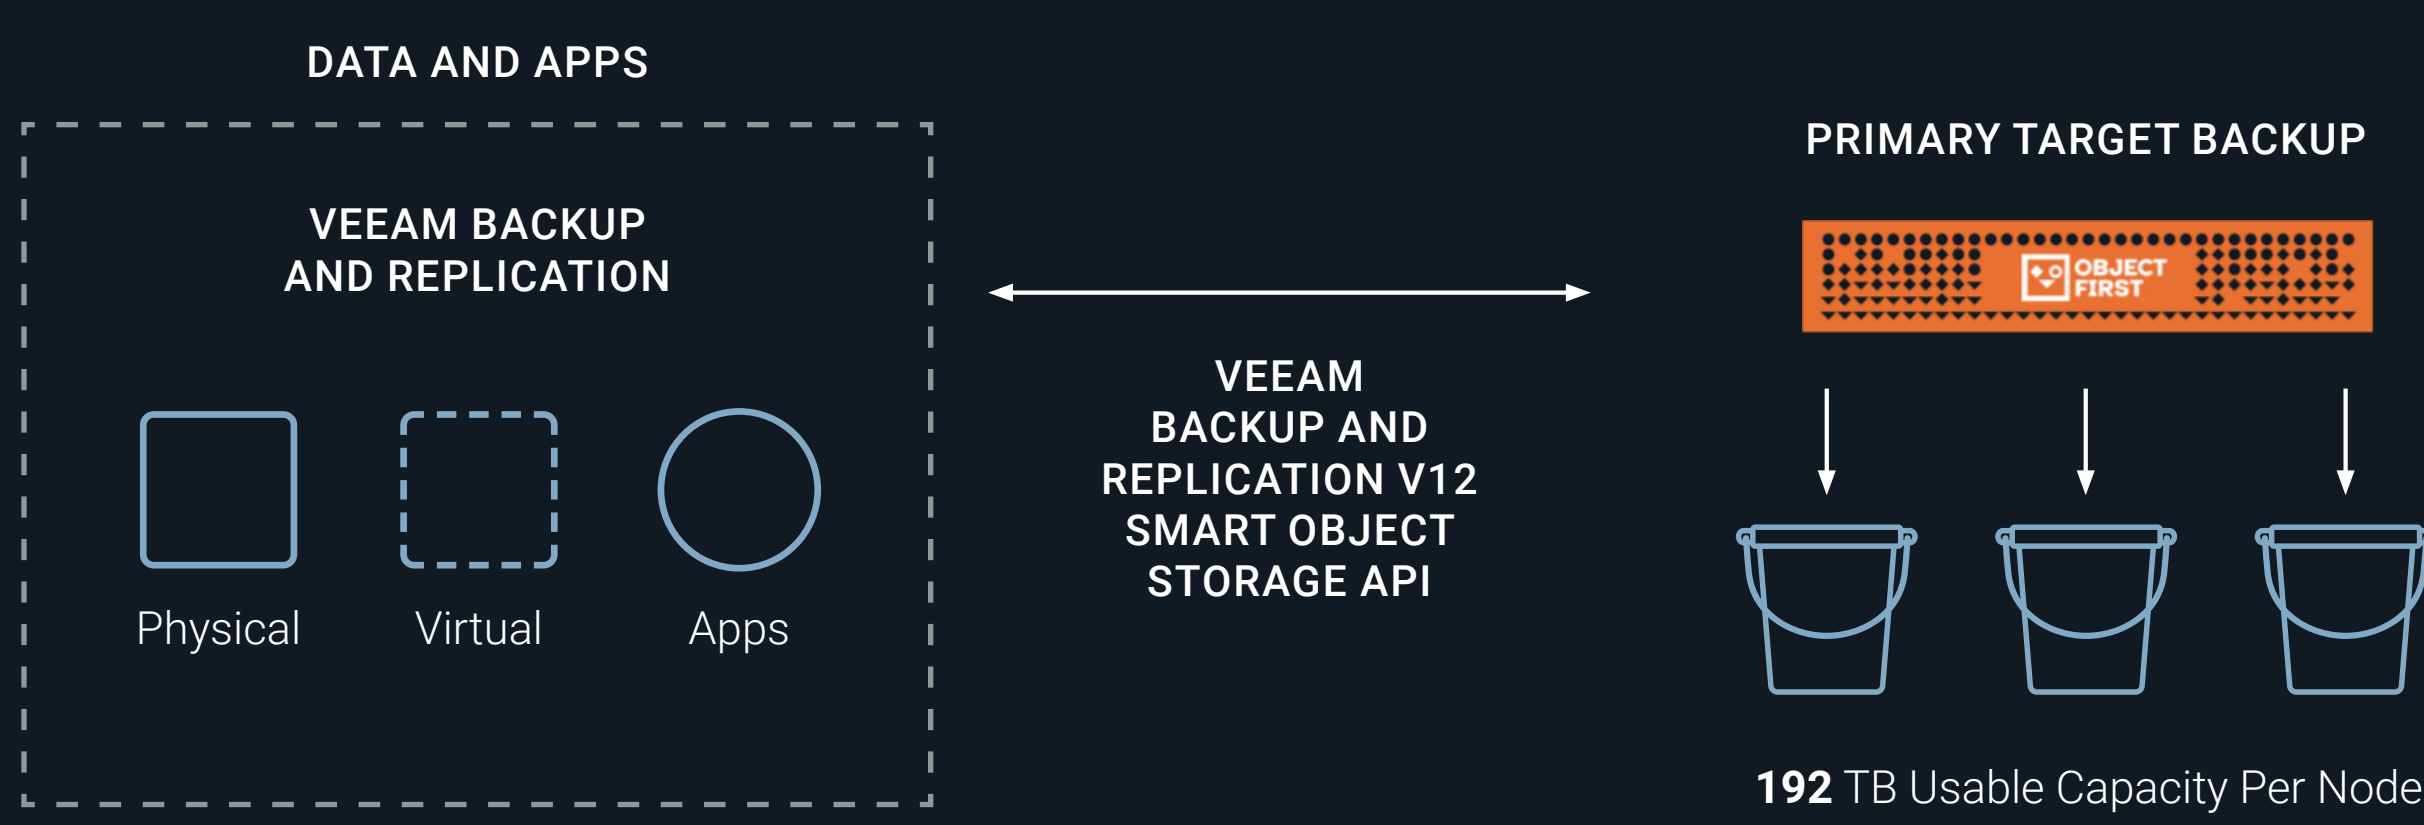 DATA AND APPS
VEEAM BACKUP
AND REPLICATION
Physical
Virtual
Apps
VEEAM
BACKUP AND
REPLICATION V12
SMART OBJECT
STORAGE API
PRIMARY TARGET BACKUP
OBJECT
FIRST
192 TB Usable Capacity Per Node